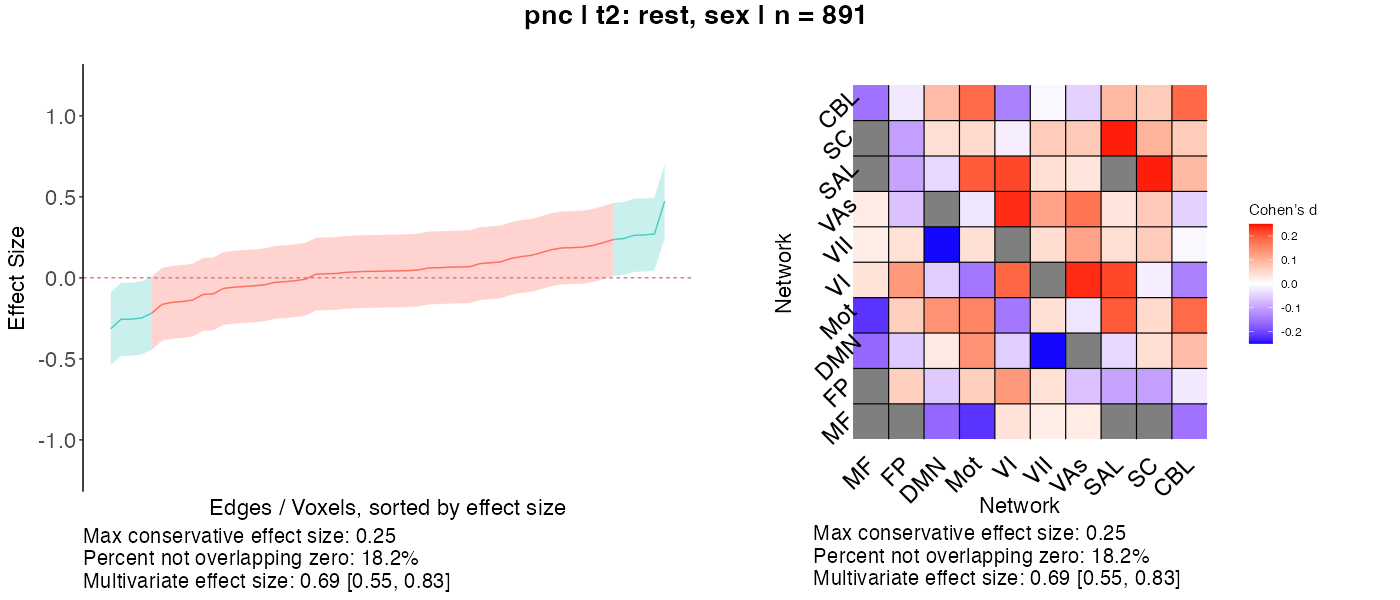 pnc | t2: rest, sex | n = 891
1.0
0.5
0.0
-0.5
-1.0
Effect Size
Edges / Voxels, sorted by effect size
Max conservative effect size: 0.25
Percent not overlapping zero: 18.2%
Multivariate effect size: 0.69 [0.55, 0.83]
CBL
SC
SAL
VAs
VII
VI
Mot
DMN
FP
MF
Network
MF
FP
DMN
Mot
VI
VII
VAs
SAL
SC
CBL
Network
Cohen's d
0.2
0.1
0.0
-0.1
-0.2
Max conservative effect size: 0.25
Percent not overlapping zero: 18.2%
Multivariate effect size: 0.69 [0.55, 0.83]